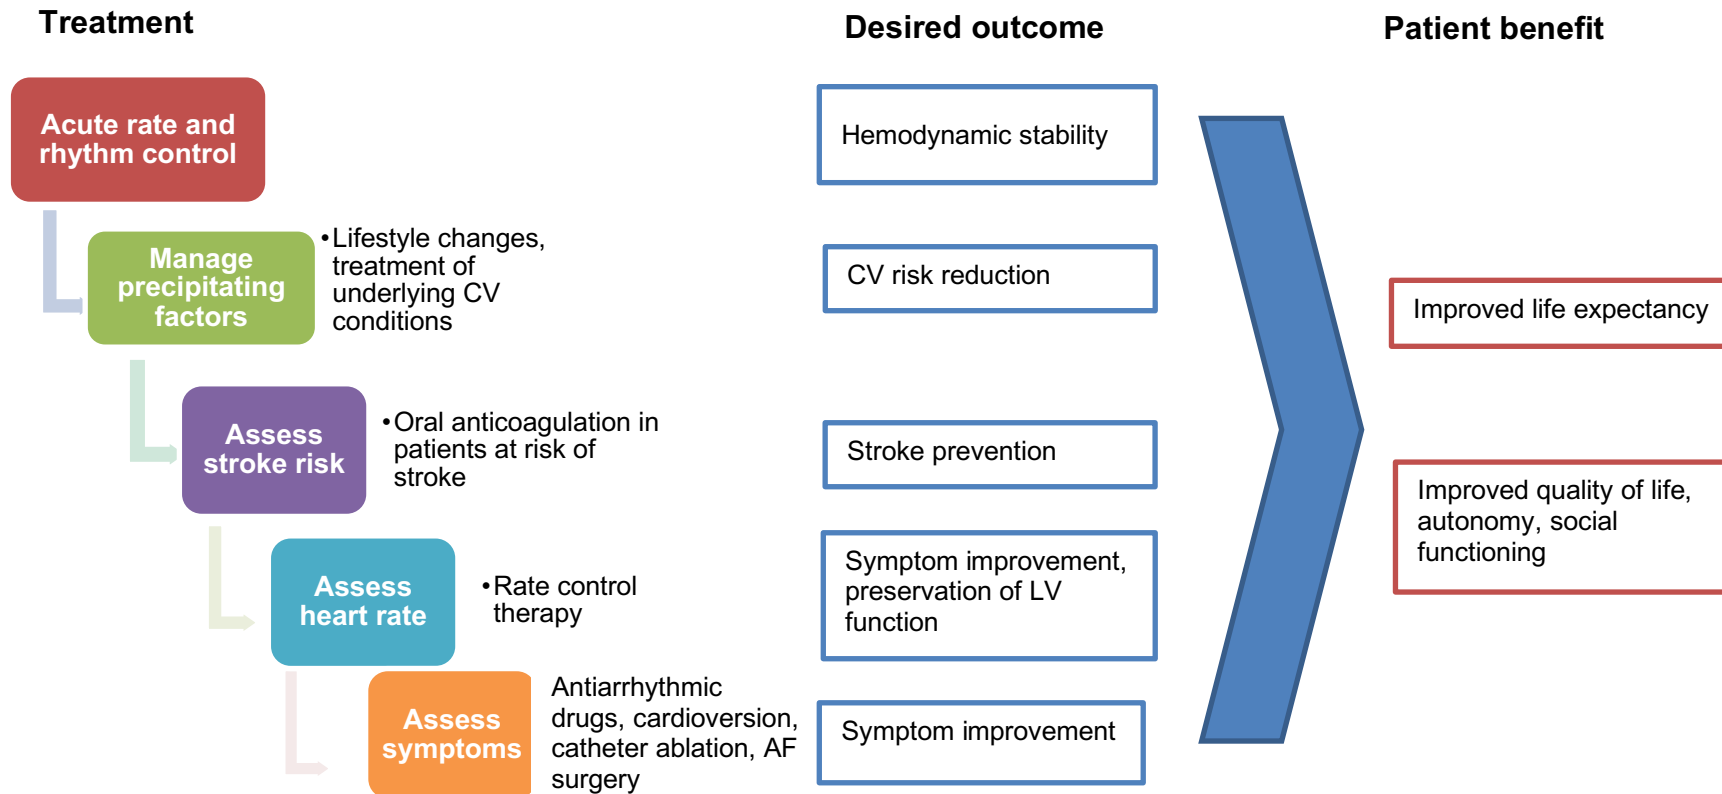 Treatment
Desired outcome
Patient benefit
Acute rate and
rhythm control
Hemodynamic stability
Manage
precipitating
factors
•Lifestyle changes,
treatment of
underlying CV
conditions
CV risk reduction
Improved life expectancy
Assess
stroke risk
•Oral anticoagulation in
patients at risk of
stroke
Stroke prevention
Improved quality of life,
autonomy, social
functioning
Assess
heart rate
•Rate control
therapy
Symptom improvement,
preservation of LV
function
Assess
symptoms
Antiarrhythmic
drugs, cardioversion,
catheter ablation, AF
surgery
Symptom improvement